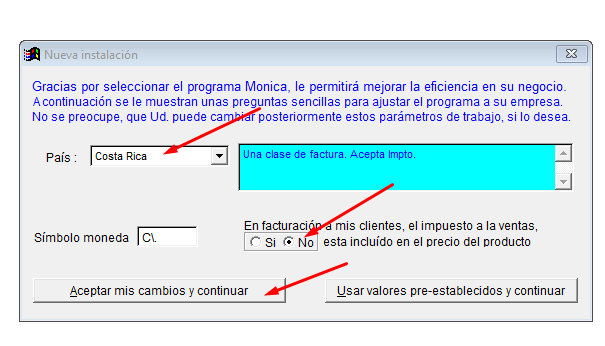 Nueva instalación
Gracias por seleccionar el programa Monica, le permitirá mejorar la eficiencia en su negocio.
A continuación se le muestran unas preguntas sencillas para ajustar el programa a su empresa.
No se preocupe, que Ud. puede cambiar posteriormente estos parámetros de trabajo, si lo desea.
País : Costa Rica
Una clase de factura. Acepta Impto.
En facturación a mis clientes, el impuesto a la ventas,
Símbolo moneda C\. Si No esta incluído en el precio del producto
Aceptar mis cambios y continuar Usar valores pre-establecidos y continuar